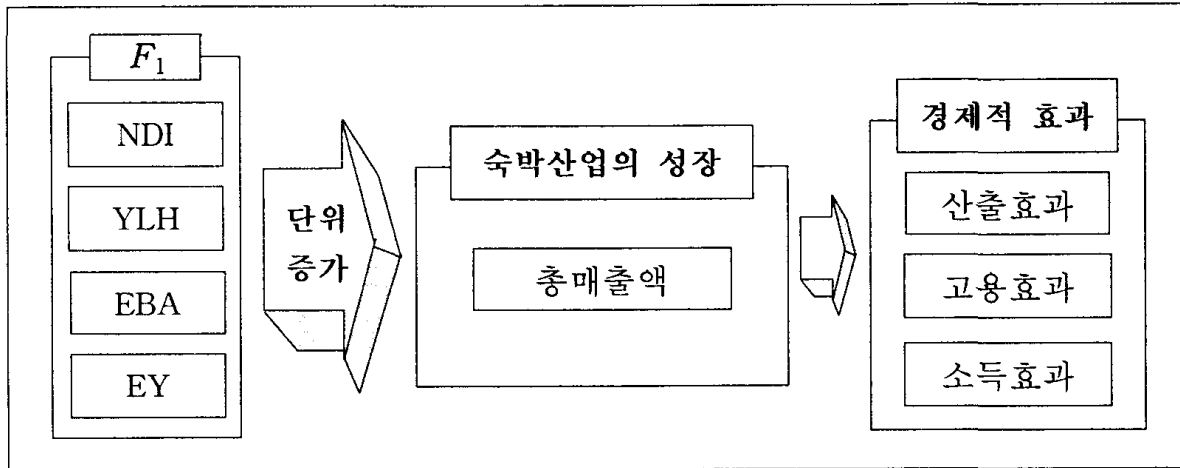 F₁
NDI
YLH
EBA
EY
단위
증가
숙박산업의 성장
총매출액
경제적 효과
산출효과
고용효과
소득효과